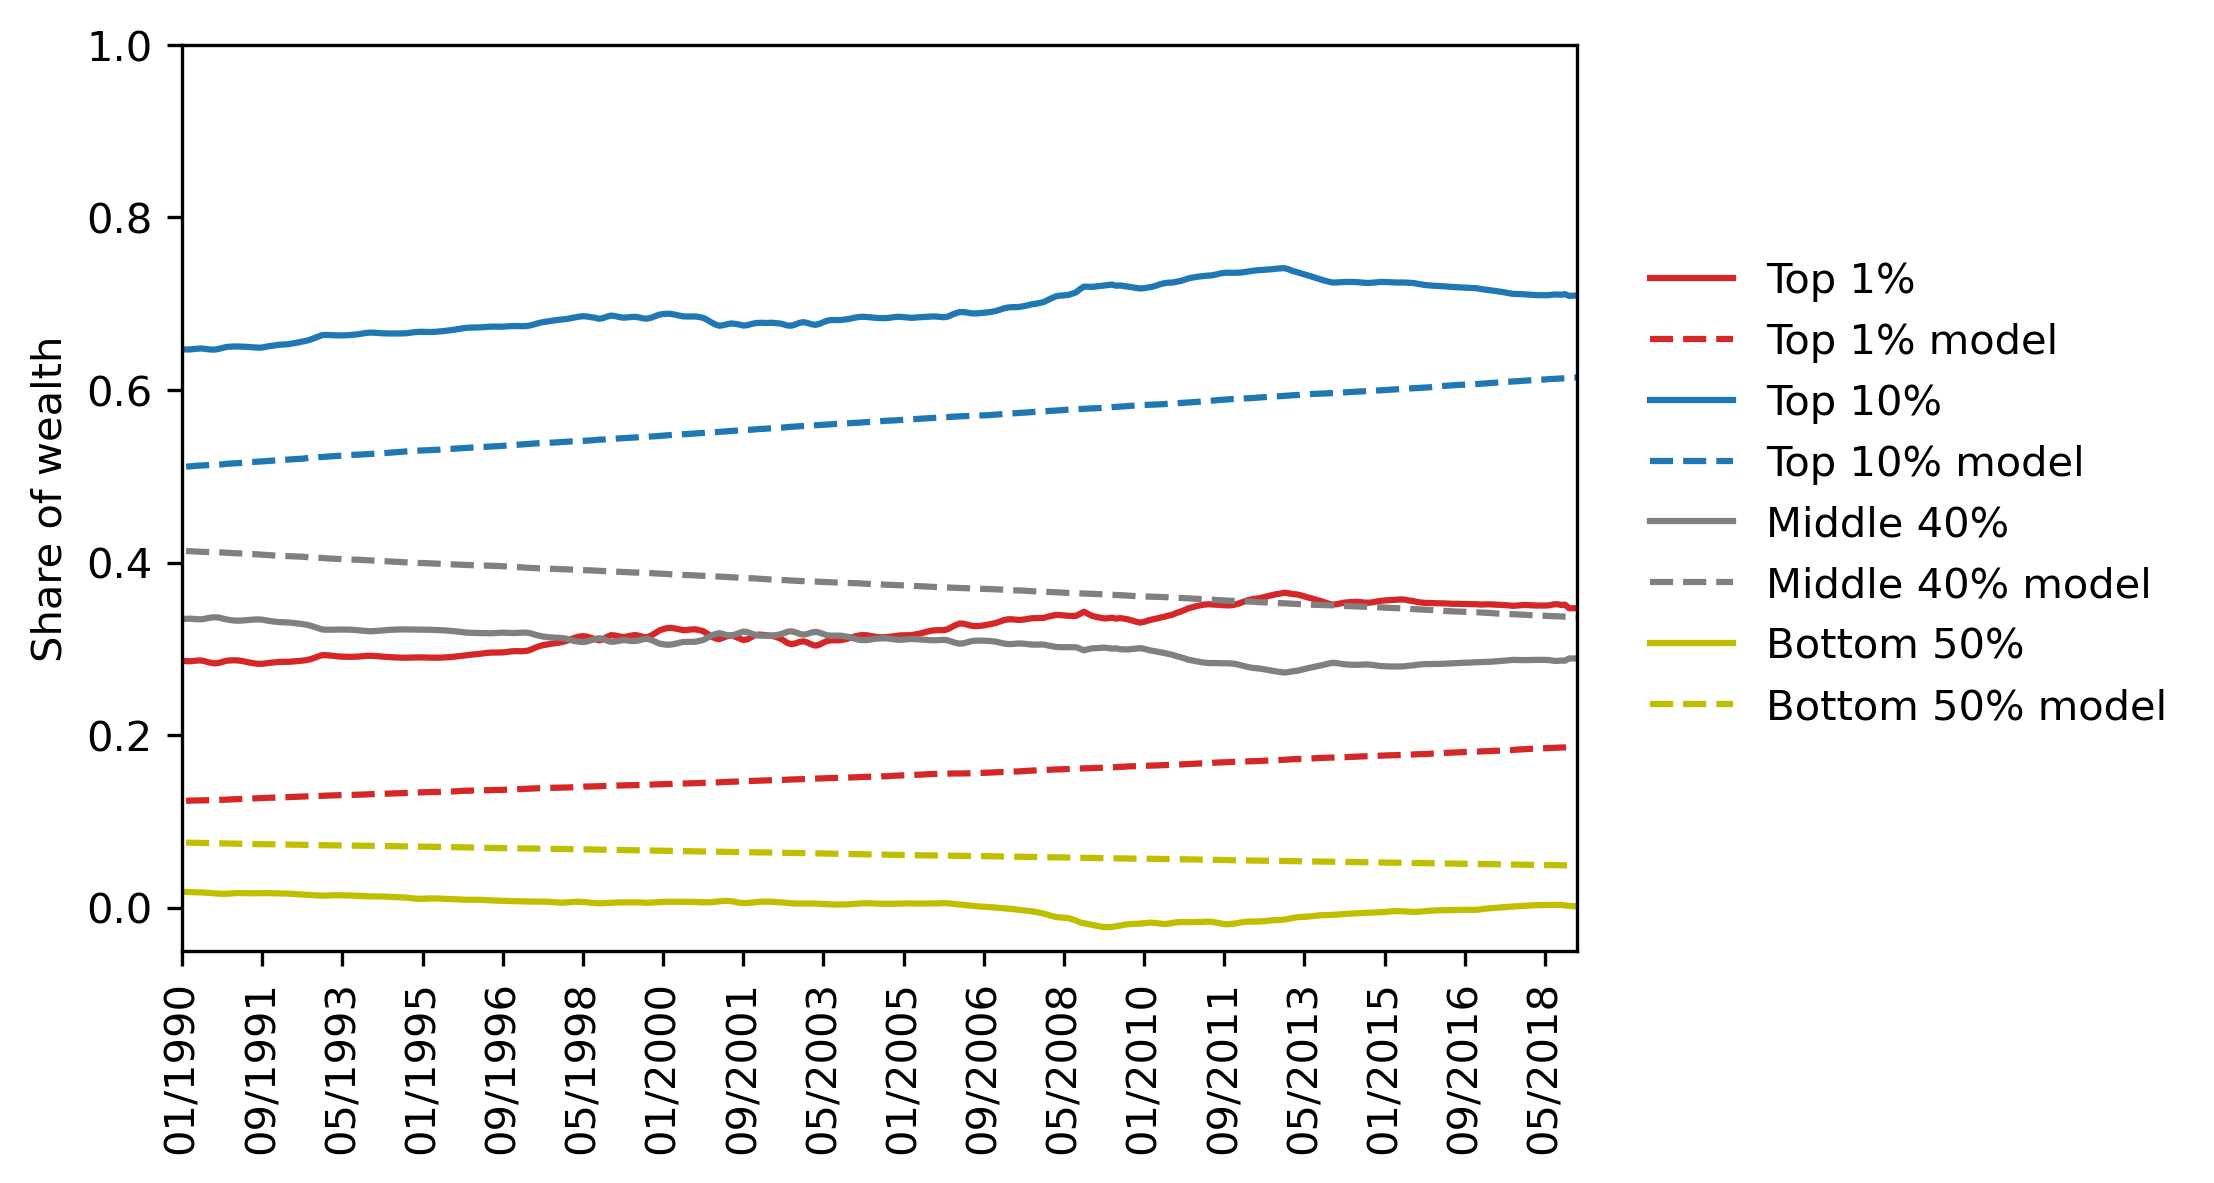 Share of wealth
1.0
0.8
0.6
0.4
0.2
0.0
01/1990
09/1991
05/1993
01/1995
09/1996
05/1998
01/2000
09/2001
05/2003
01/2005
09/2006
05/2008
01/2010
09/2011
05/2013
01/2015
09/2016
05/2018
Top 1%
Top 1% model
Top 10%
Top 10% model
Middle 40%
Middle 40% model
Bottom 50%
Bottom 50% model